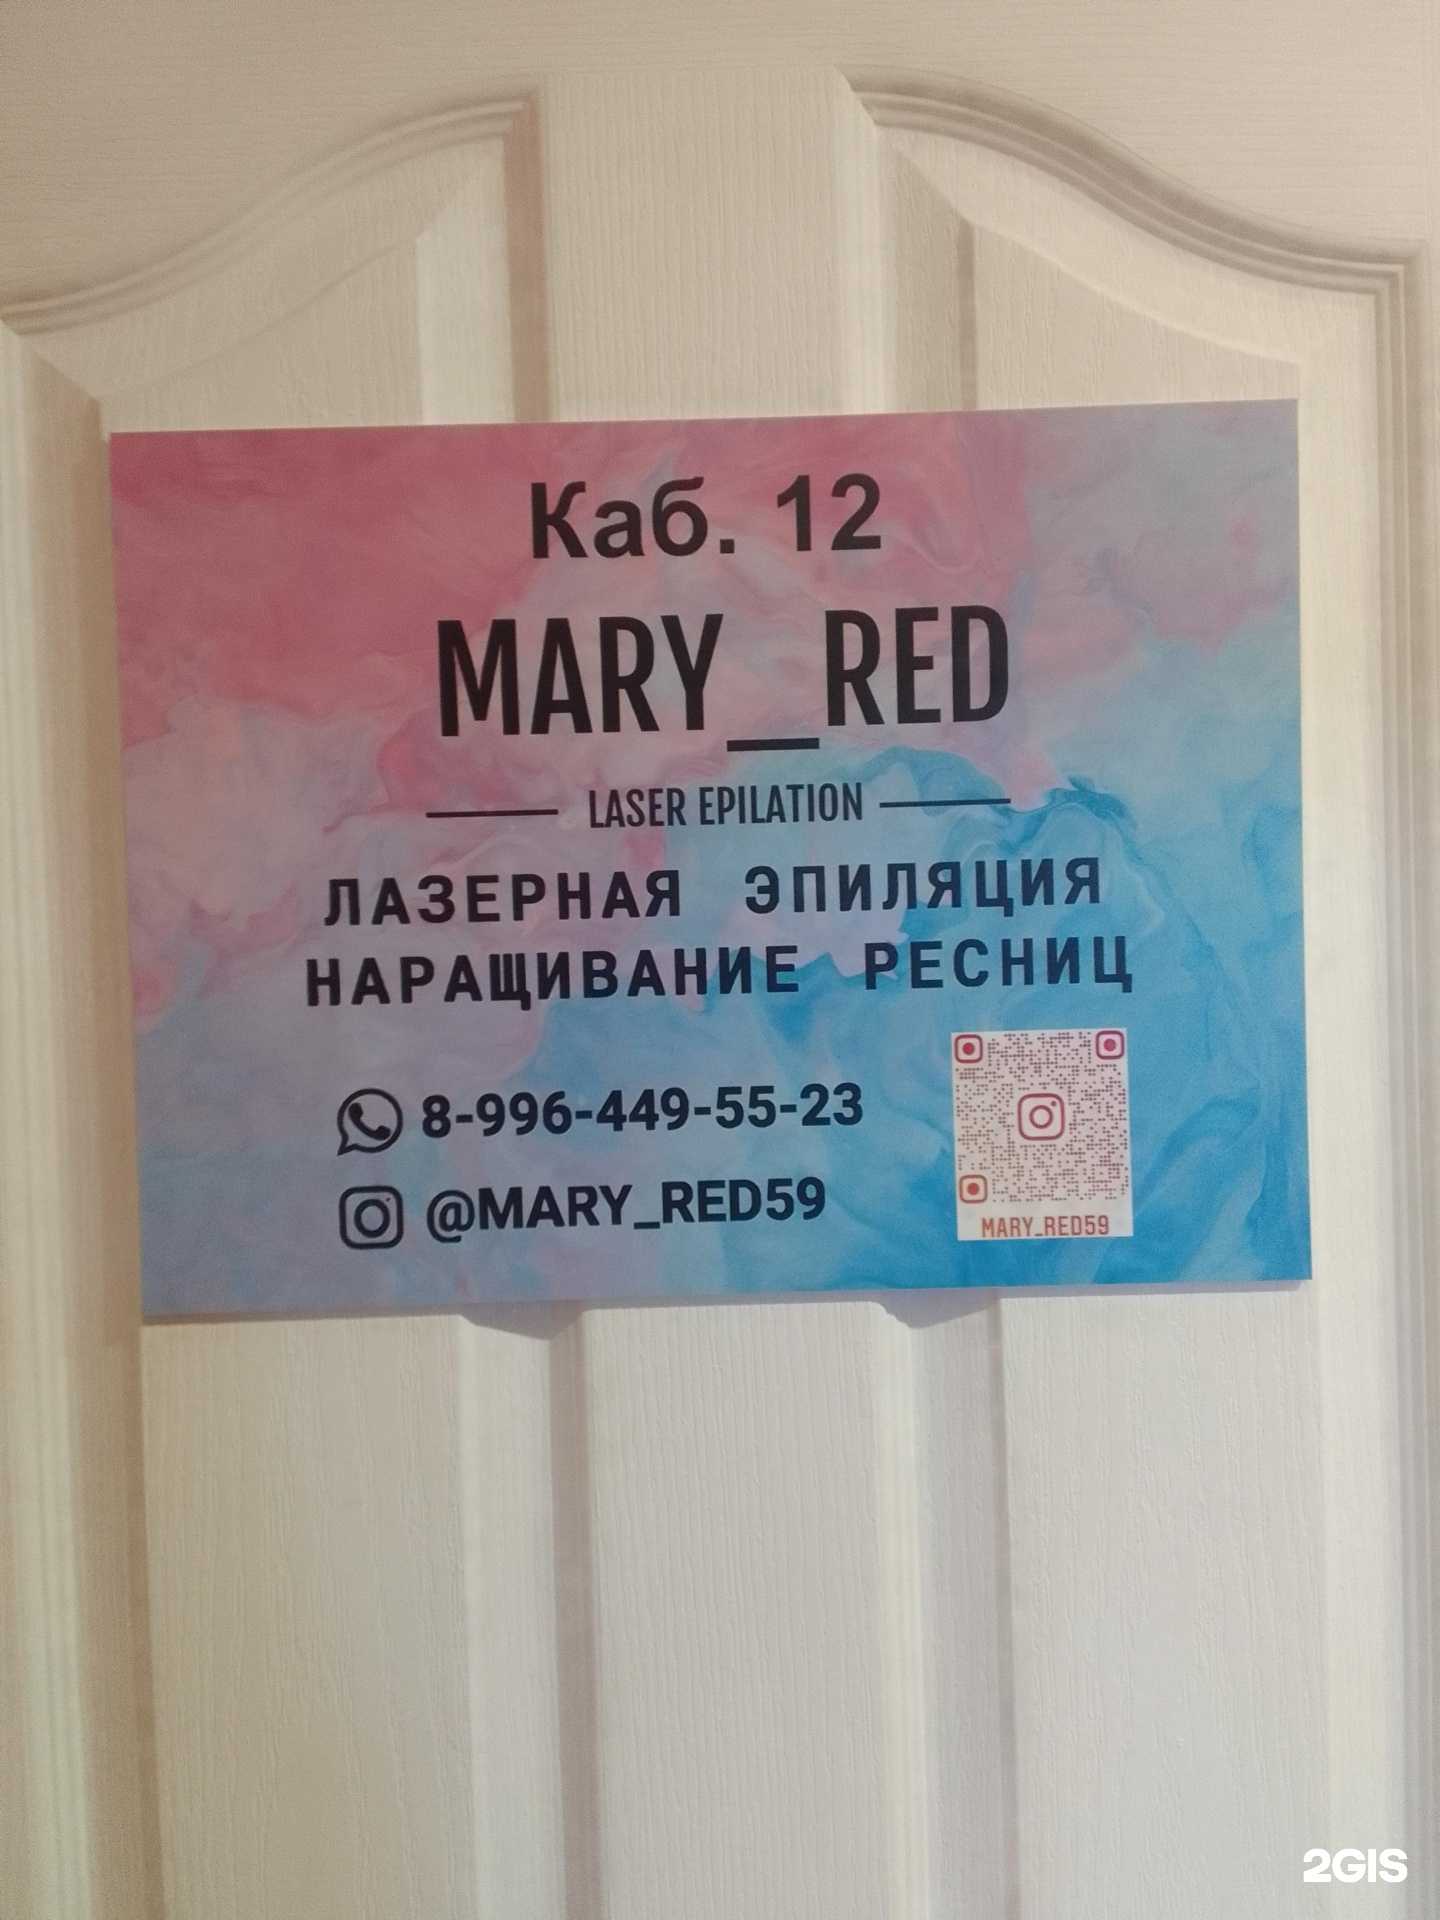 Каб. 12
MARY_RED
LASER EPILATION
ЛАЗЕРНАЯ ЭПИЛЯЦИЯ
НАРАЩИВАНИЕ РЕСНИЦ
8-996-449-55-23
@MARY_RED59
MARY_RED59
2GIS